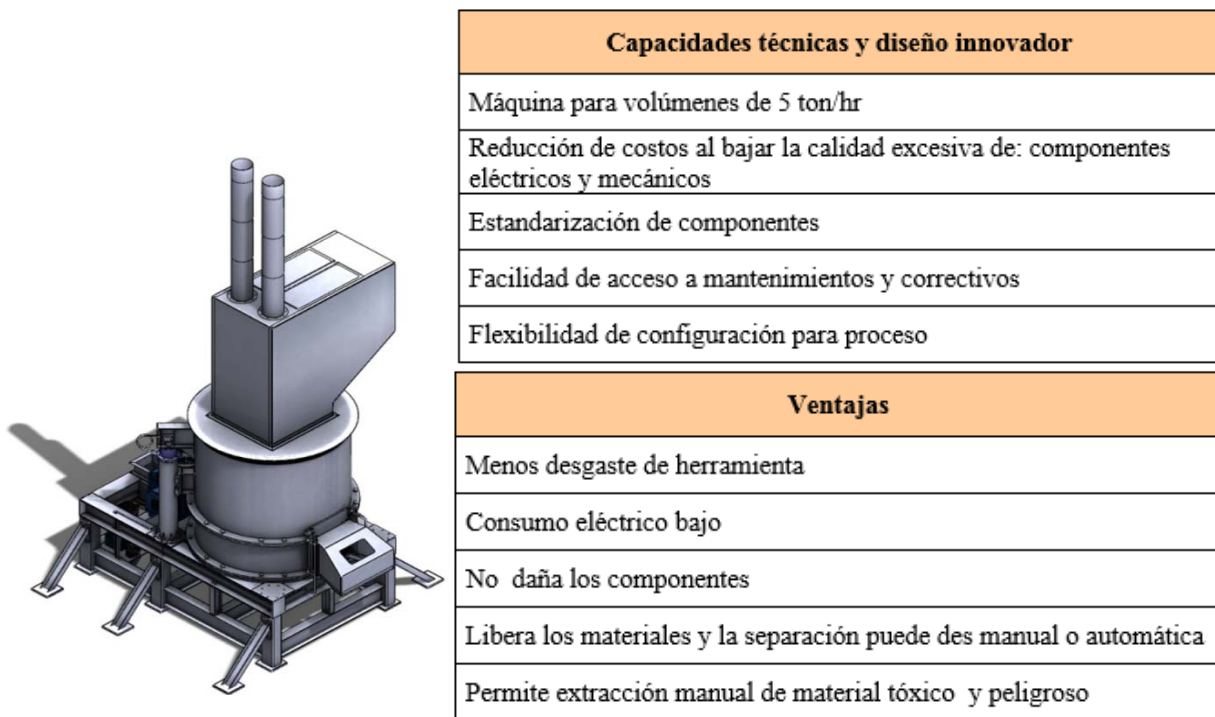 Capacidades técnicas y diseño innovador
Máquina para volúmenes de 5 ton/hr
Reducción de costos al bajar la calidad excesiva de: componentes
eléctricos y mecánicos
Estandarización de componentes
Facilidad de acceso a mantenimientos y correctivos
Flexibilidad de configuración para proceso
Ventajas
Menos desgaste de herramienta
Consumo eléctrico bajo
No daña los componentes
Libera los materiales y la separación puede des manual o automática
Permite extracción manual de material tóxico y peligroso